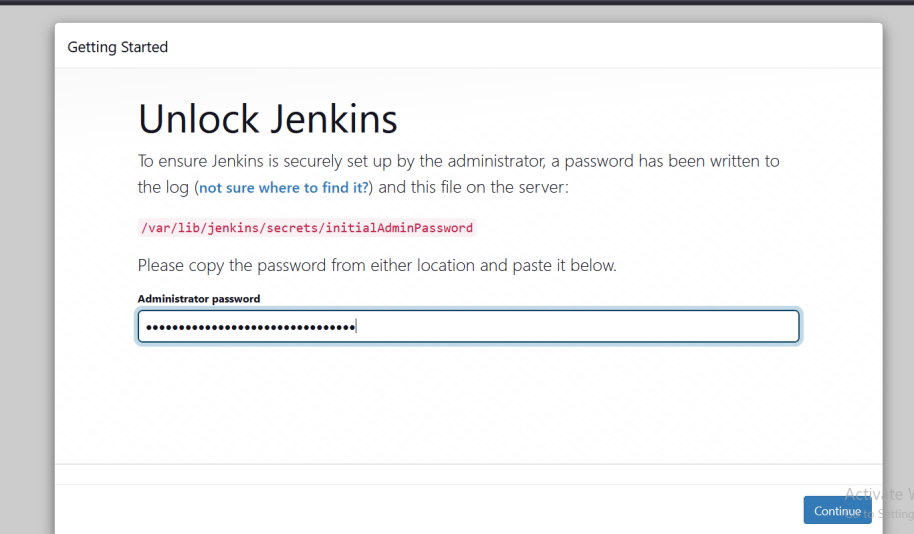 Getting Started
Unlock Jenkins
To ensure Jenkins is securely set up by the administrator, a password has been written to
the log (not sure where to find it?) and this file on the server:
/var/lib/jenkins/secrets/initialAdminPassword
Please copy the password from either location and paste it below.
Administrator password
••••••••••••••••••••••••••••••••
Activate W
Continue
to Setting